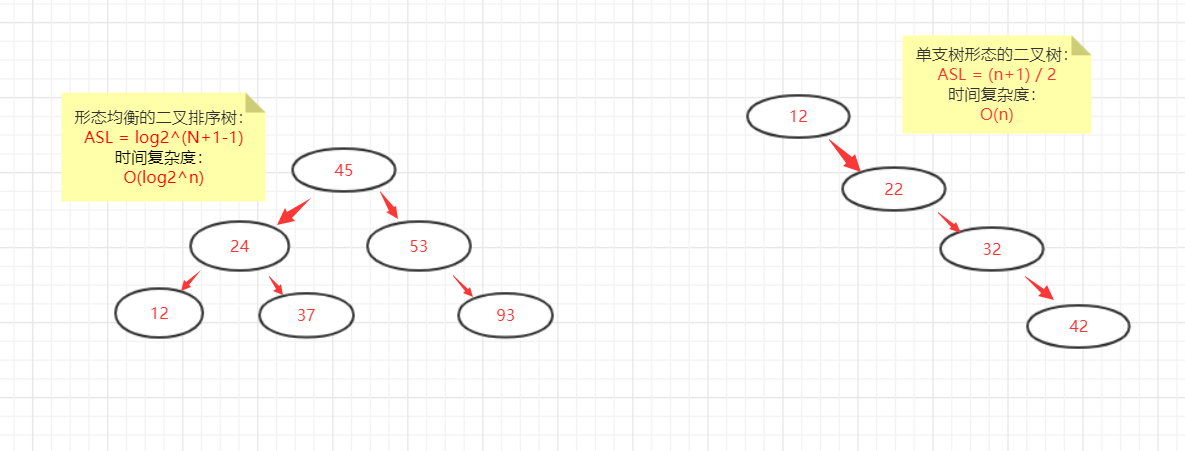 形态均衡的二叉排序树：
ASL = log2^(N+1-1)
时间复杂度：
O(log2^n)
45
24
53
12
37
93
单支树形态的二叉树：
ASL = (n+1) / 2
时间复杂度：
O(n)
12
22
32
42